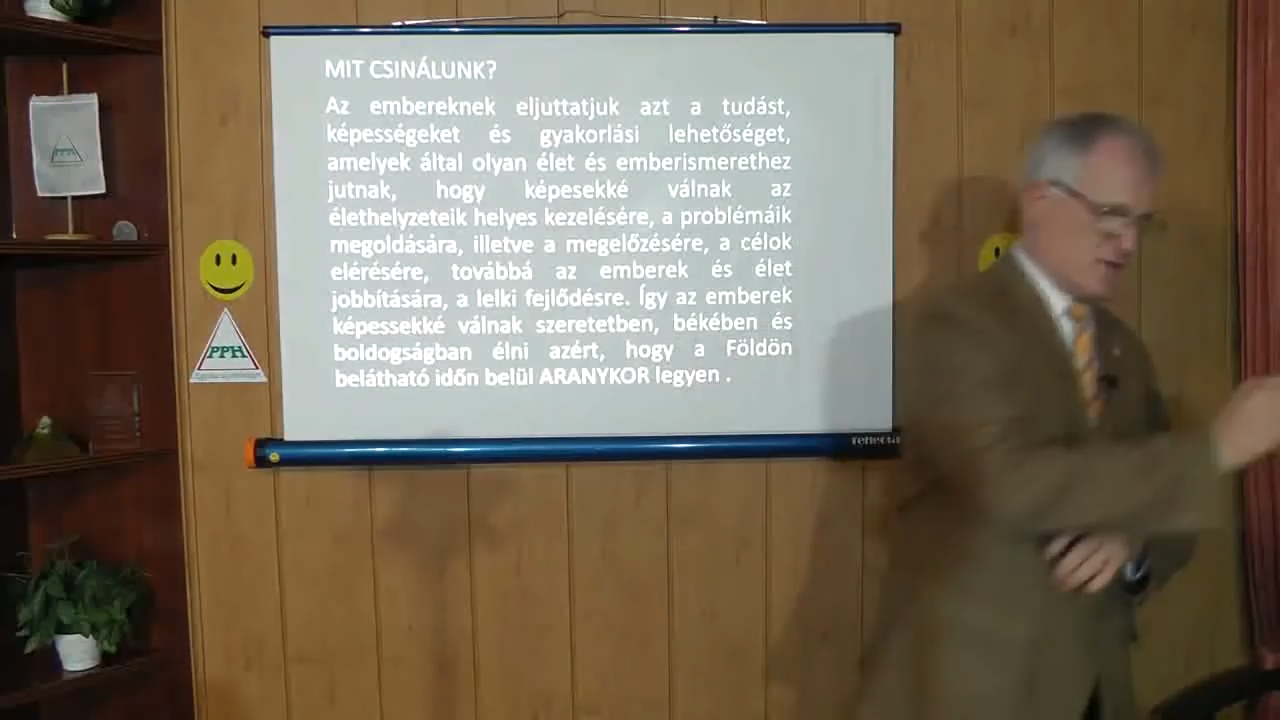 MIT CSINÁLUNK?
Az embereknek eljuttatjuk azt a tudást,
képességeket és gyakorlási lehetőséget,
amelyek által olyan élet és emberismerethez
jutnak, hogy képesekké válnak az
élethelyzeteik helyes kezelésére, a problémáik
megoldására, illetve a megelőzésére, a célok
elérésére, továbbá az emberek és élet
jobbítására, a lelki fejlődésre. Így az emberek
képessekké válnak szeretetben, békében és
boldogságban élni azért, hogy a Földön
belátható időn belül ARANYKOR legyen .
PPH
PPH
reflecta